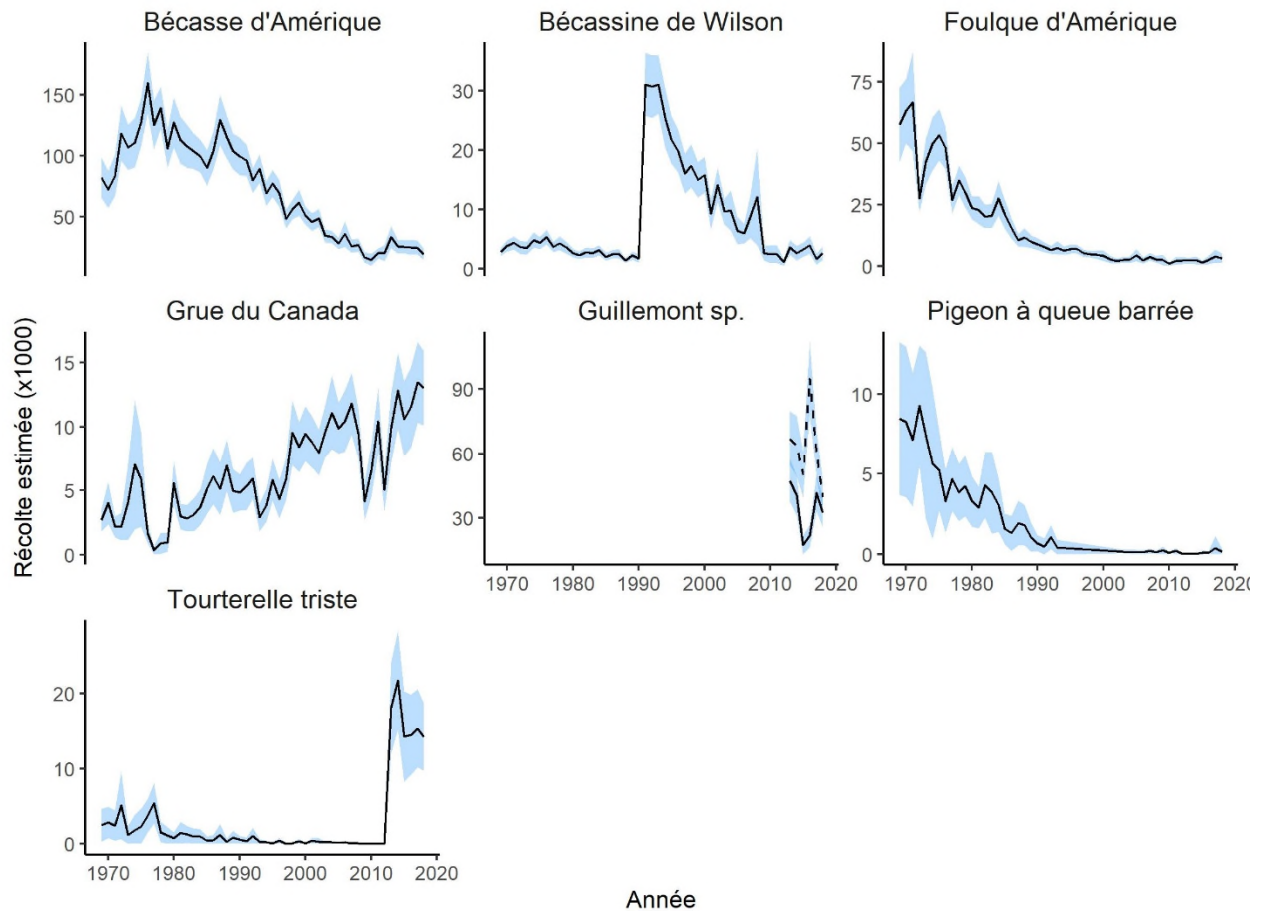 Bécasse d'Amérique
Bécassine de Wilson
Foulque d'Amérique
150
100
50
30
20
10
0
75
50
25
0
Grue du Canada
Guillemont sp.
Pigeon à queue barrée
Récolte estimée (x1000)
15
10
5
0
90
60
30
10
5
0
1970 1980 1990 2000 2010 2020
1970 1980 1990 2000 2010 2020
Tourterelle triste
20
10
0
1970 1980 1990 2000 2010 2020
Année